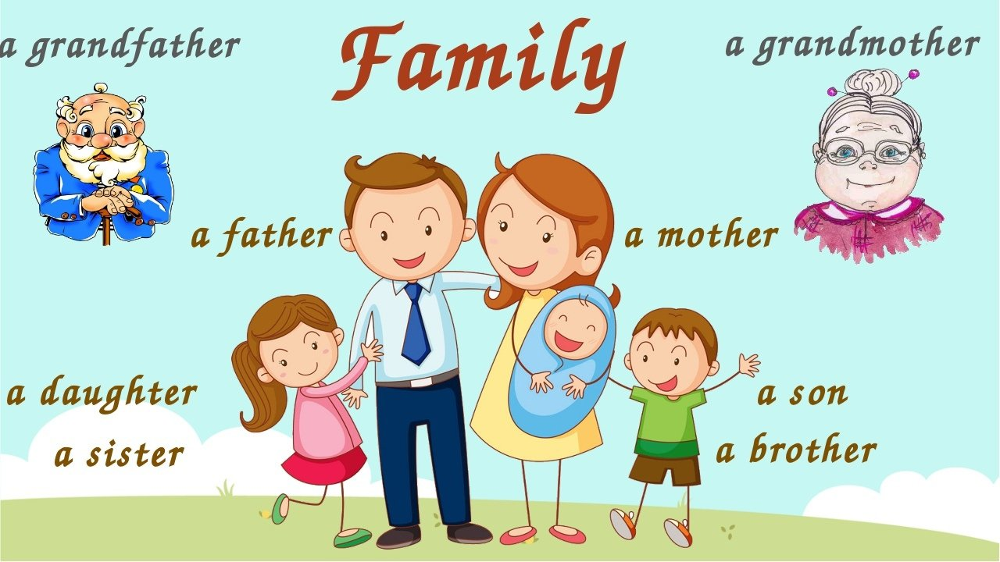 Family
a grandfather
a grandmother
a father
a mother
a daughter
a sister
a son
a brother